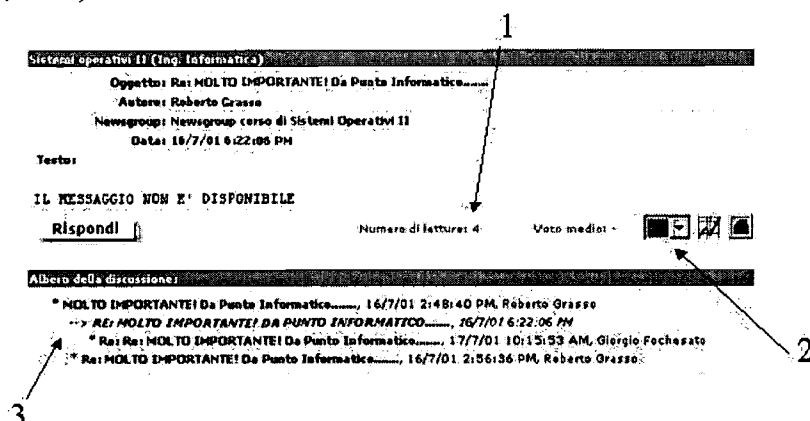 1
Sistemi operativi II (Ing. Informatica)
Oggetto: Re: MOLTO IMPORTANTE! Da Punto Informatico.......
Autore: Roberto Grasso
Newsgroup: Newsgroup corso di Sistemi Operativi II
Data: 16/7/01 6:22:06 PM
Testo:
IL MESSAGGIO NON E' DISPONIBILE
Rispondi Numero di letture: 4 Voto medio: -
2
Albero della discussione:
* MOLTO IMPORTANTE! Da Punto Informatico......., 16/7/01 2:48:40 PM, Roberto Grasso
--> RE: MOLTO IMPORTANTE! DA PUNTO INFORMATICO......., 16/7/01 6:22:06 PM
* Re: Re: MOLTO IMPORTANTE! Da Punto Informatico......., 17/7/01 10:15:53 AM, Giorgio Fochesato
* Re: MOLTO IMPORTANTE! Da Punto Informatico......., 16/7/01 2:56:36 PM, Roberto Grasso
3